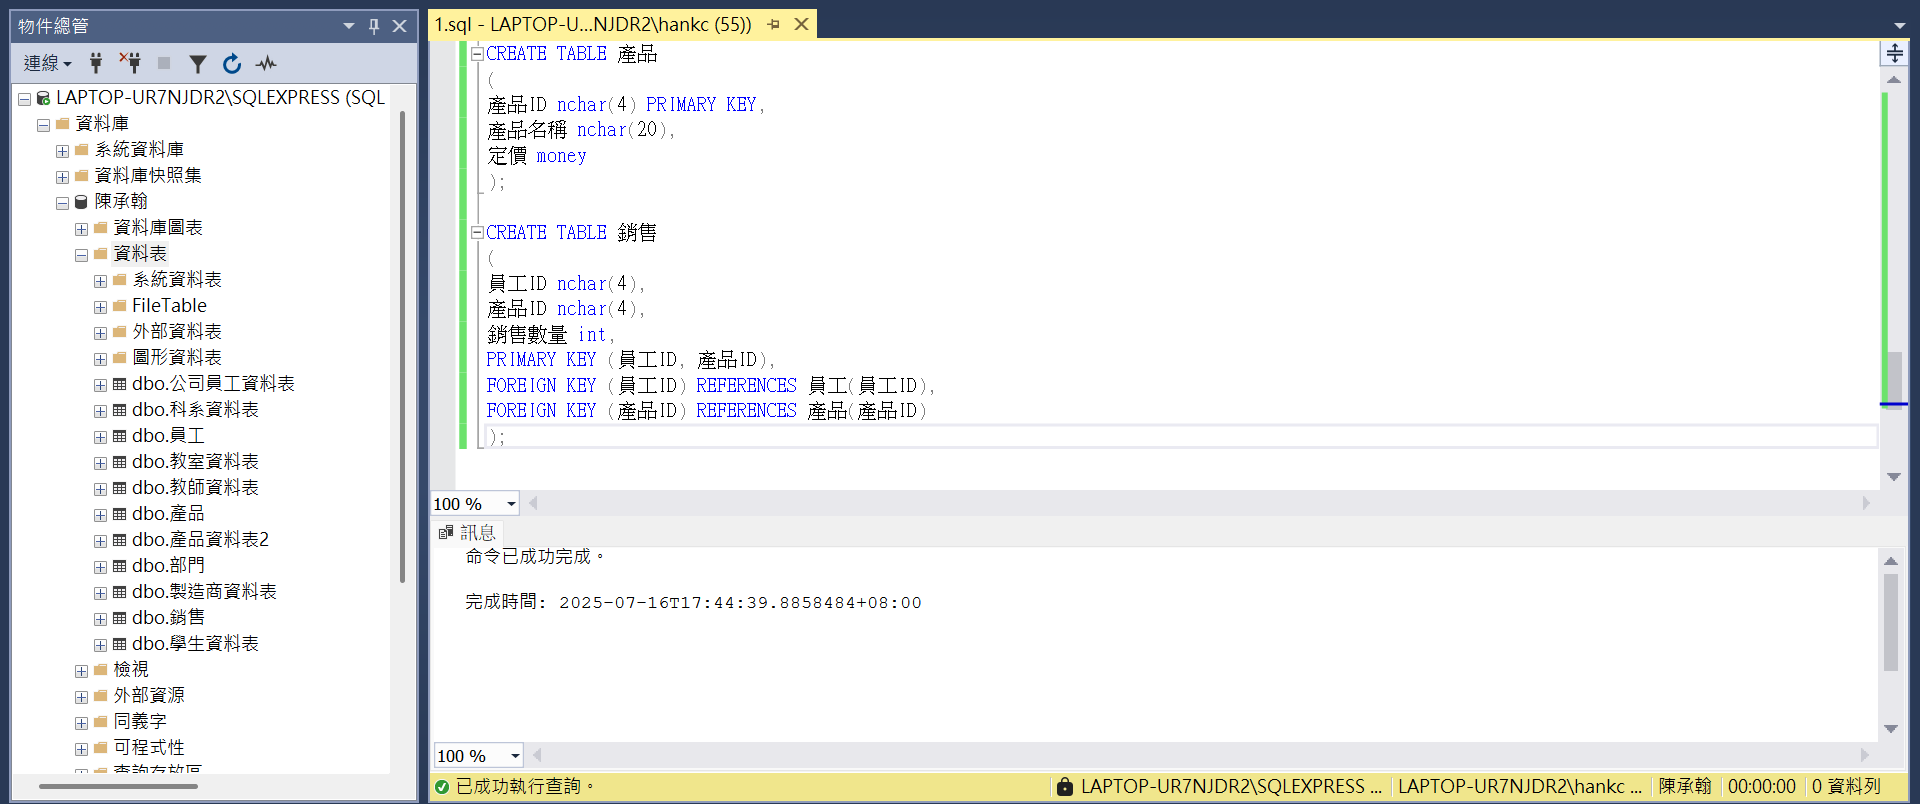 物件總管
連線
LAPTOP-UR7NJDR2\SQLEXPRESS (SQL
資料庫
系統資料庫
資料庫快照集
陳承翰
資料庫圖表
資料表
系統資料表
FileTable
外部資料表
圖形資料表
dbo.公司員工資料表
dbo.科系資料表
dbo.員工
dbo.教室資料表
dbo.教師資料表
dbo.產品
dbo.產品資料表2
dbo.部門
dbo.製造商資料表
dbo.銷售
dbo.學生資料表
檢視
外部資源
同義字
可程式性
查詢存放區
1.sql - LAPTOP-U...NJDR2\hankc (55))
CREATE TABLE 產品
(
產品ID nchar(4) PRIMARY KEY,
產品名稱 nchar(20),
定價 money
);
CREATE TABLE 銷售
(
員工ID nchar(4),
產品ID nchar(4),
銷售數量 int,
PRIMARY KEY (員工ID, 產品ID),
FOREIGN KEY (員工ID) REFERENCES 員工(員工ID),
FOREIGN KEY (產品ID) REFERENCES 產品(產品ID)
);
100 %
訊息
命令已成功完成。
完成時間: 2025-07-16T17:44:39.8858484+08:00
100 %
已成功執行查詢。
LAPTOP-UR7NJDR2\SQLEXPRESS ...
LAPTOP-UR7NJDR2\hankc ...
陳承翰
00:00:00
0 資料列